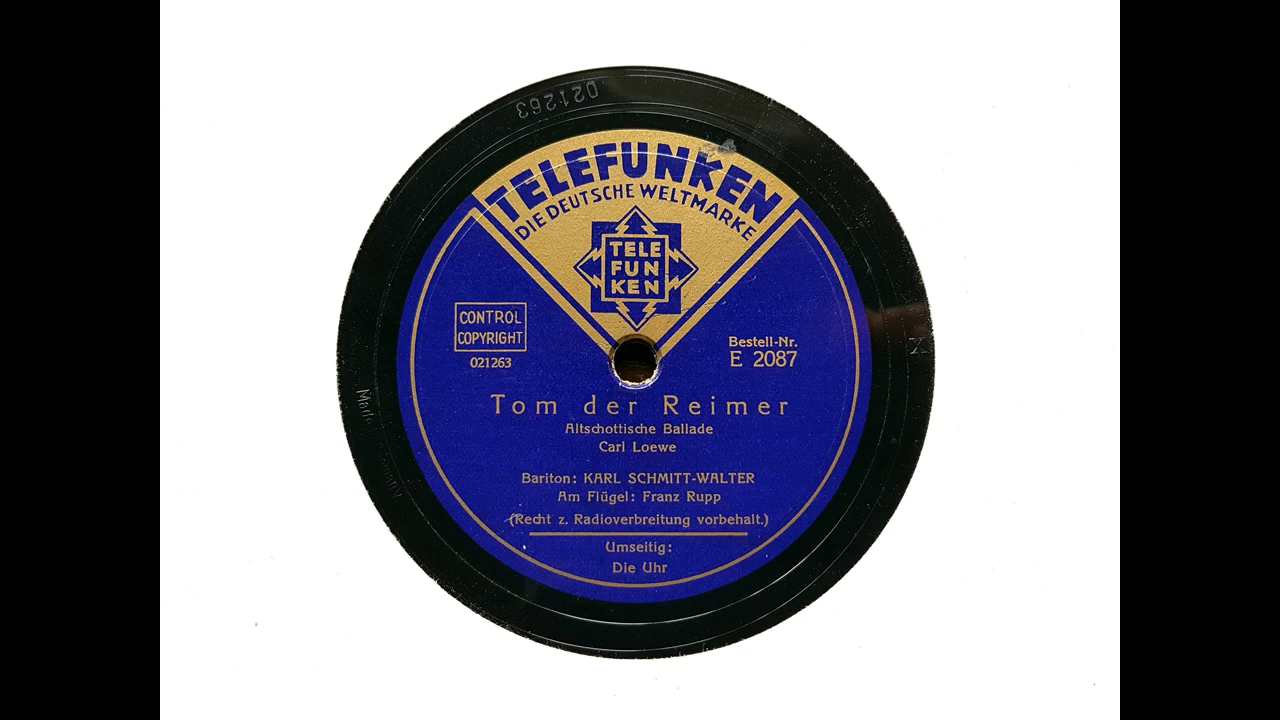 021263
TELEFUNKEN
DIE DEUTSCHE WELTMARKE
TELE
FUN
KEN
CONTROL
COPYRIGHT
021263
Bestell-Nr.
E 2087
X
Made
Tom der Reimer
Altschottische Ballade
Carl Loewe
Bariton: KARL SCHMITT-WALTER
Am Flügel: Franz Rupp
(Recht z. Radioverbreitung vorbehalt.)
Umseitig:
Die Uhr